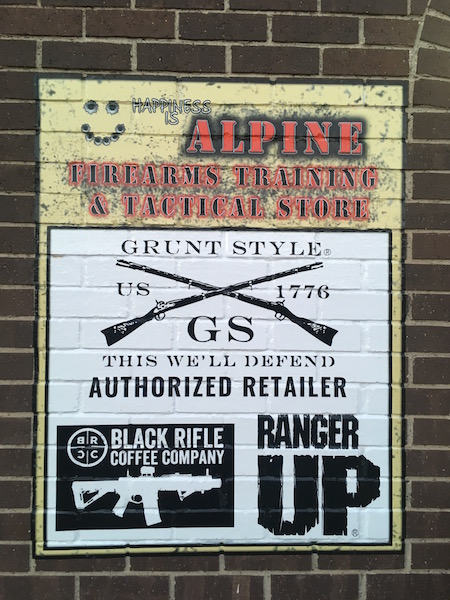 HAPPINESS
IS
ALPINE
FIREARMS TRAINING
& TACTICAL STORE
GRUNT STYLE®
US 1776
GS
THIS WE'LL DEFEND
AUTHORIZED RETAILER
B R
C C
BLACK RIFLE
COFFEE COMPANY
RANGER
UP®